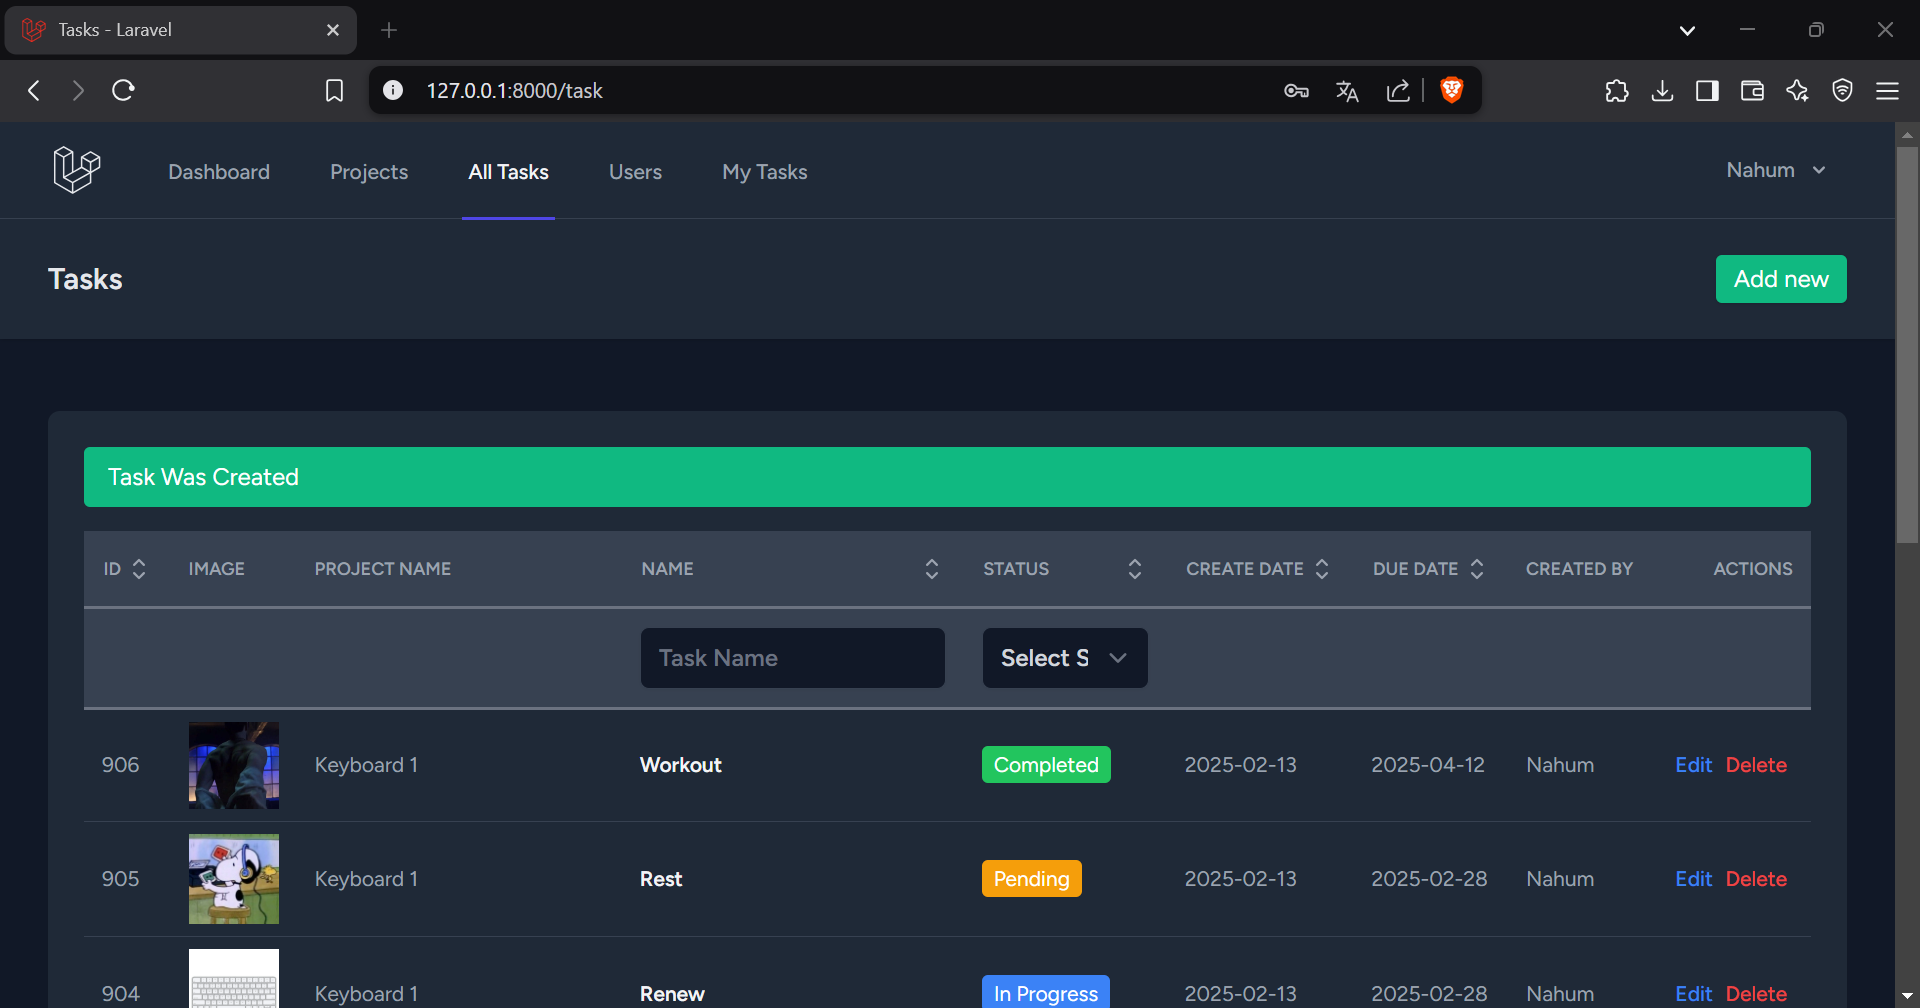 Tasks - Laravel
127.0.0.1:8000/task
Dashboard Projects All Tasks Users My Tasks Nahum
Tasks Add new
Task Was Created
ID IMAGE PROJECT NAME NAME STATUS CREATE DATE DUE DATE CREATED BY ACTIONS
Task Name Select S
906 Keyboard 1 Workout Completed 2025-02-13 2025-04-12 Nahum Edit Delete
905 Keyboard 1 Rest Pending 2025-02-13 2025-02-28 Nahum Edit Delete
904 Keyboard 1 Renew In Progress 2025-02-13 2025-02-28 Nahum Edit Delete